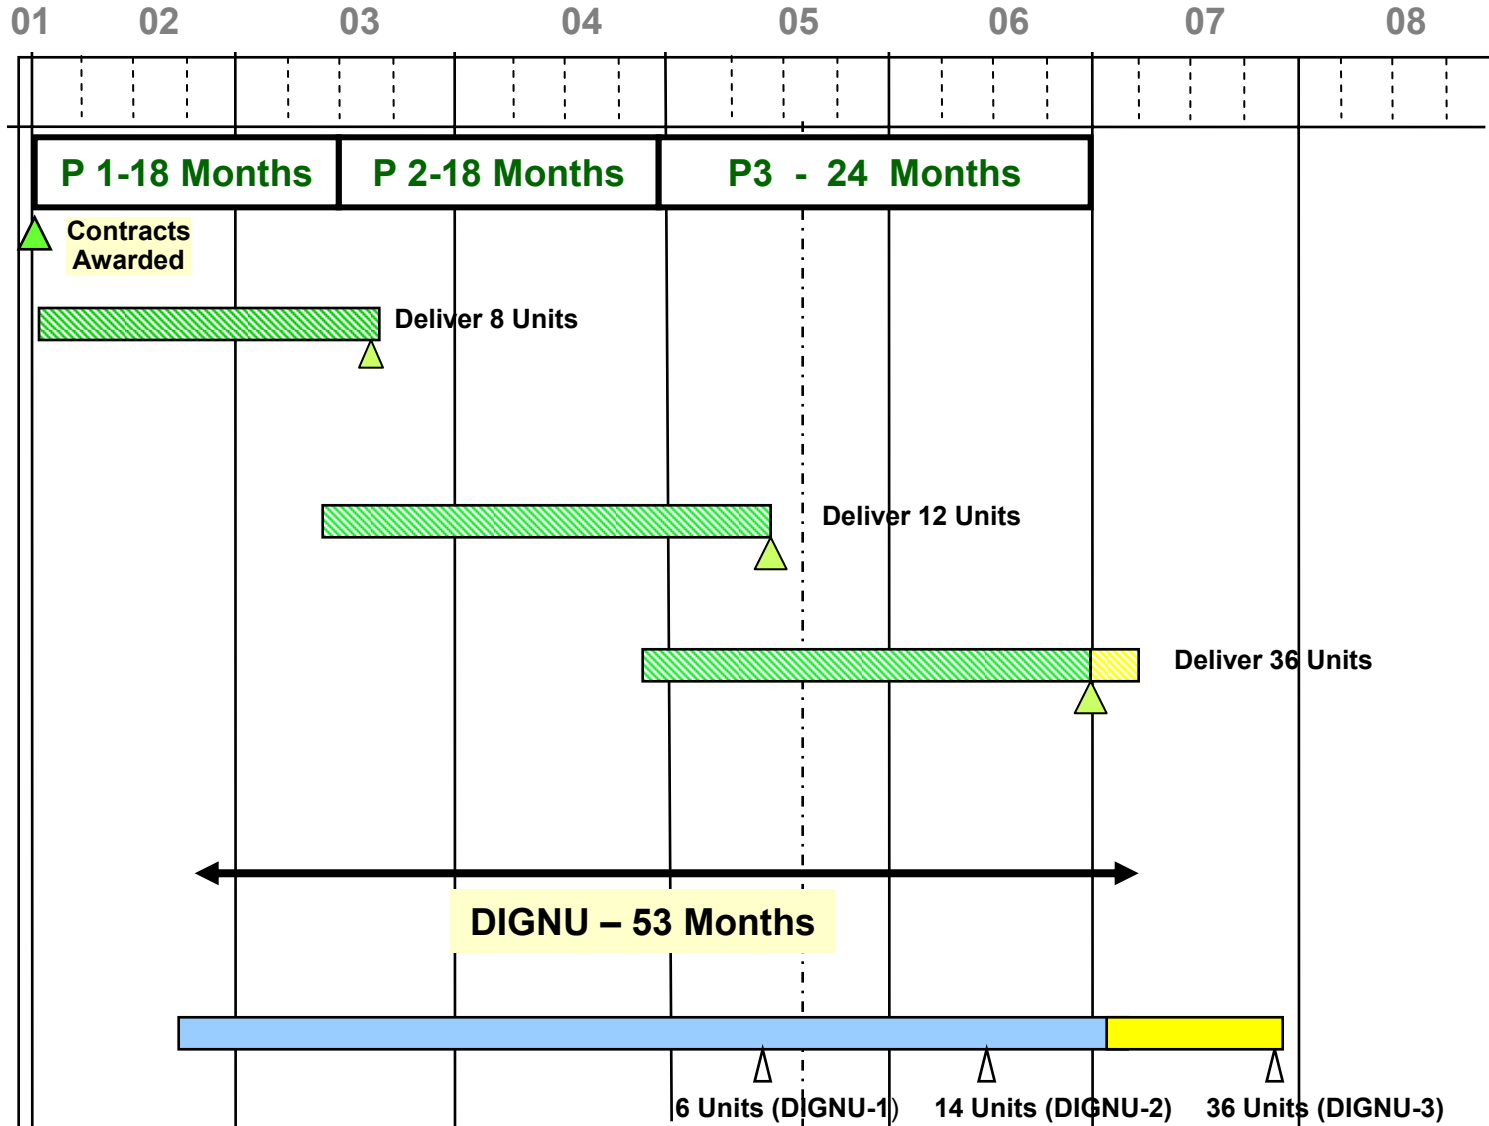 01 02 03 04 05 06 07 08
P 1-18 Months P 2-18 Months P3 - 24 Months
Contracts
Awarded
Deliver 8 Units
Deliver 12 Units
Deliver 36 Units
DIGNU – 53 Months
6 Units (DIGNU-1) 14 Units (DIGNU-2) 36 Units (DIGNU-3)